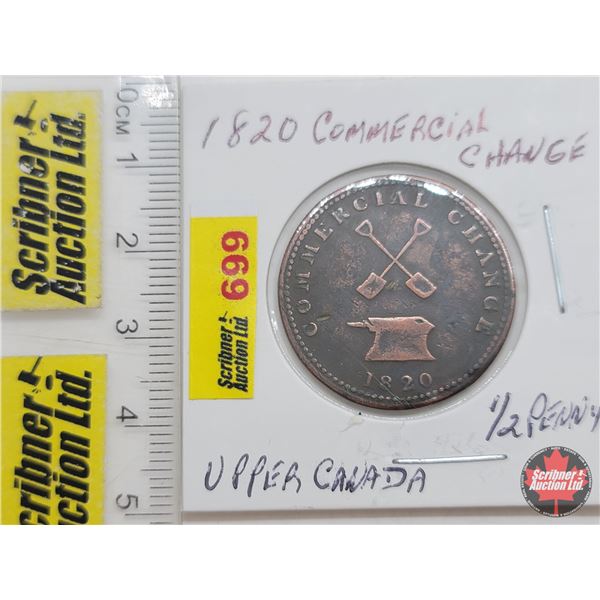 1820 COMMERCIAL
CHANGE
COMMERCIAL CHANGE
1820
699
Scribner
Auction Ltd.
1/2 PENNY
UPPER CANADA
Scribner
Auction Ltd.
Scribner
Auction Ltd.
0
CM
1
2
3
4
5
Scribner
Auction Ltd.